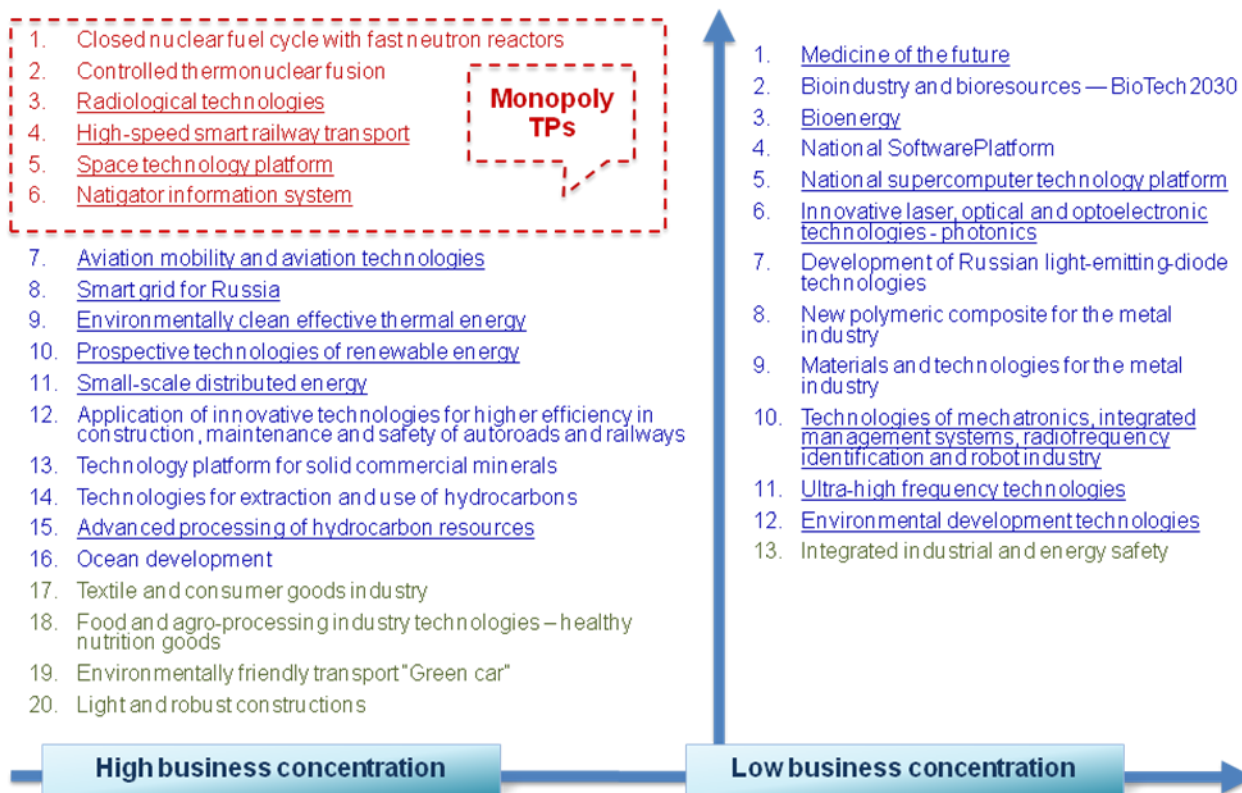 1. Closed nuclear fuel cycle with fast neutron reactors
2. Controlled thermonuclear fusion
3. Radiological technologies
4. High-speed smart railway transport
5. Space technology platform
6. Natigator information system
Monopoly
TPs
7. Aviation mobility and aviation technologies
8. Smart grid for Russia
9. Environmentally clean effective thermal energy
10. Prospective technologies of renewable energy
11. Small-scale distributed energy
12. Application of innovative technologies for higher efficiency in
construction, maintenance and safety of autoroads and railways
13. Technology platform for solid commercial minerals
14. Technologies for extraction and use of hydrocarbons
15. Advanced processing of hydrocarbon resources
16. Ocean development
17. Textile and consumer goods industry
18. Food and agro-processing industry technologies – healthy
nutrition goods
19. Environmentally friendly transport "Green car"
20. Light and robust constructions
High business concentration
1. Medicine of the future
2. Bioindustry and bioresources — BioTech 2030
3. Bioenergy
4. National SoftwarePlatform
5. National supercomputer technology platform
6. Innovative laser, optical and optoelectronic
technologies - photonics
7. Development of Russian light-emitting-diode
technologies
8. New polymeric composite for the metal
industry
9. Materials and technologies for the metal
industry
10. Technologies of mechatronics, integrated
management systems, radiofrequency
identification and robot industry
11. Ultra-high frequency technologies
12. Environmental development technologies
13. Integrated industrial and energy safety
Low business concentration